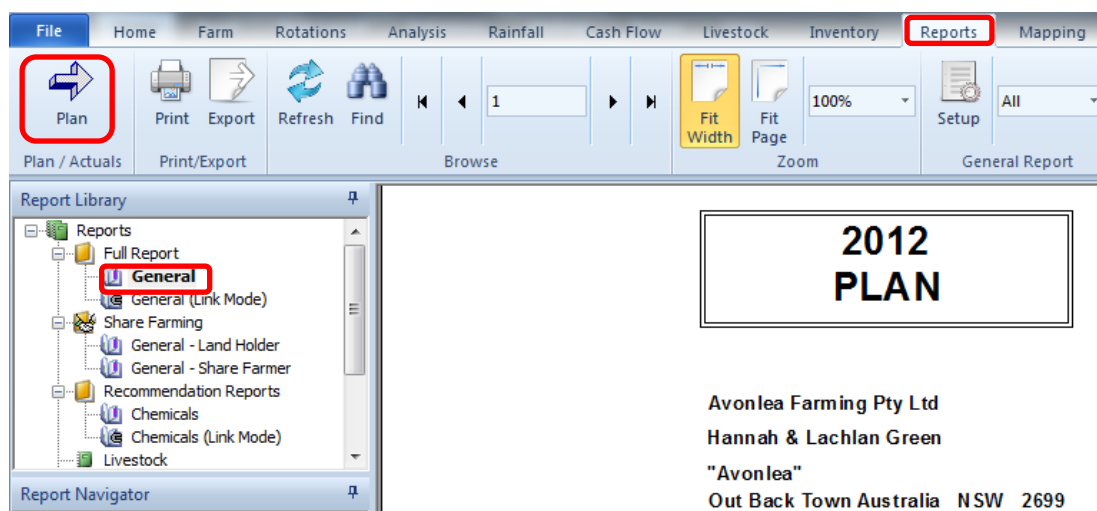 File Home Farm Rotations Analysis Rainfall Cash Flow Livestock Inventory Reports Mapping
Plan Print Export Refresh Find 1 Fit Width Fit Page 100% Setup All
Plan / Actuals Print/Export Browse Zoom General Report
Report Library
Reports
Full Report
General
General (Link Mode)
Share Farming
General - Land Holder
General - Share Farmer
Recommendation Reports
Chemicals
Chemicals (Link Mode)
Livestock
Report Navigator
2012
PLAN
Avonlea Farming Pty Ltd
Hannah & Lachlan Green
"Avonlea"
Out Back Town Australia NSW 2699